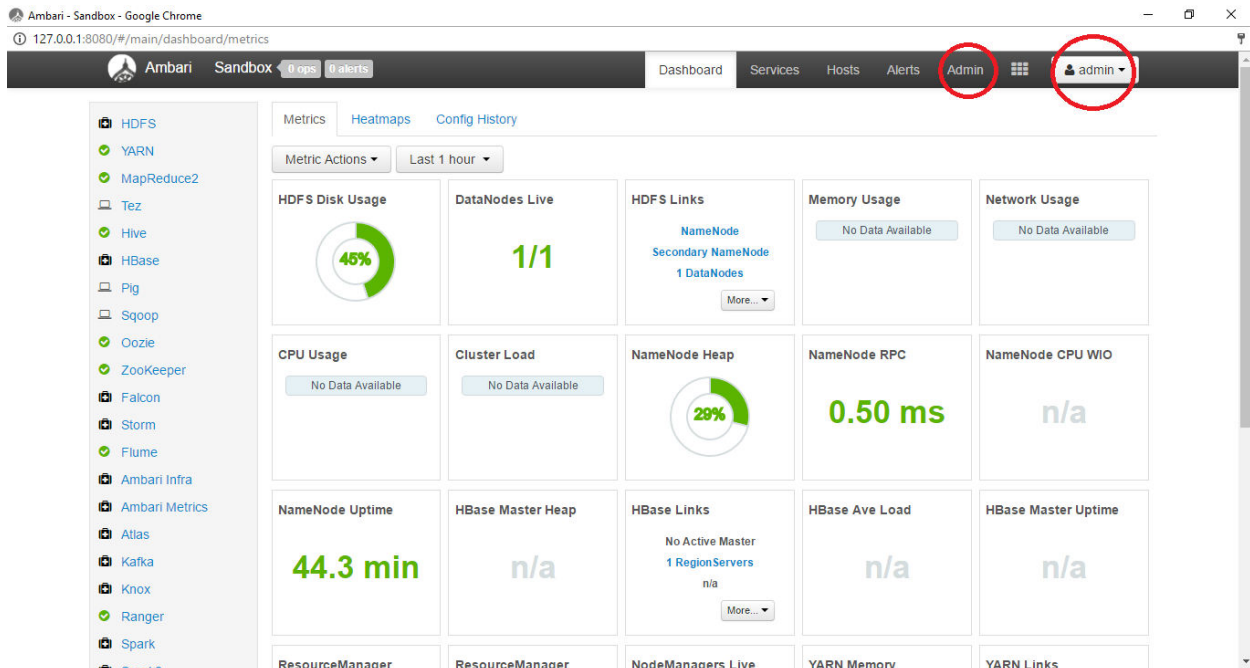 Ambari - Sandbox - Google Chrome
127.0.0.1:8080/#/main/dashboard/metrics
Ambari Sandbox 0 ops 0 alerts Dashboard Services Hosts Alerts Admin admin
HDFS
YARN
MapReduce2
Tez
Hive
HBase
Pig
Sqoop
Oozie
ZooKeeper
Falcon
Storm
Flume
Ambari Infra
Ambari Metrics
Atlas
Kafka
Knox
Ranger
Spark
Metrics Heatmaps Config History
Metric Actions Last 1 hour
HDFS Disk Usage
45%
DataNodes Live
1/1
HDFS Links
NameNode
Secondary NameNode
1 DataNodes
More...
Memory Usage
No Data Available
Network Usage
No Data Available
CPU Usage
No Data Available
Cluster Load
No Data Available
NameNode Heap
29%
NameNode RPC
0.50 ms
NameNode CPU WIO
n/a
NameNode Uptime
44.3 min
HBase Master Heap
n/a
HBase Links
No Active Master
1 RegionServers
n/a
More...
HBase Ave Load
n/a
HBase Master Uptime
n/a
ResourceManager
ResourceManager
NodeManagers Live
YARN Memory
YARN Links